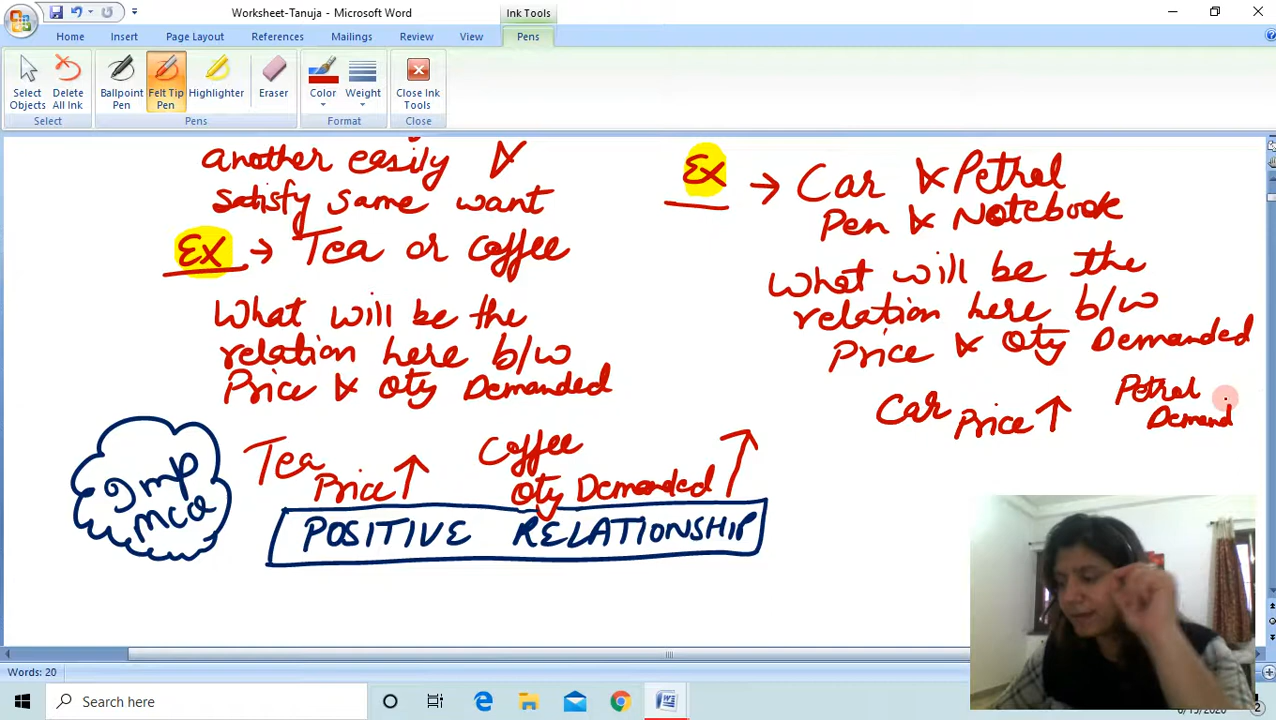 Worksheet-Tanuja - Microsoft Word
Ink Tools
Home
Insert
Page Layout
References
Mailings
Review
View
Pens
Select Objects
Delete All Ink
Ballpoint Pen
Felt Tip Pen
Highlighter
Eraser
Color
Weight
Close Ink Tools
Select
Pens
Format
Close
another easily &
satisfy same want
Ex → Tea or Coffee
What will be the
relation here b/w
Price & Qty Demanded
Tea Price ↑ Coffee Qty Demanded ↑
Imp
MCQ
POSITIVE RELATIONSHIP
Ex → Car & Petrol
Pen & Notebook
What will be the
relation here b/w
Price & Qty Demanded
Car Price ↑ Petrol Demand
Words: 20
Search here